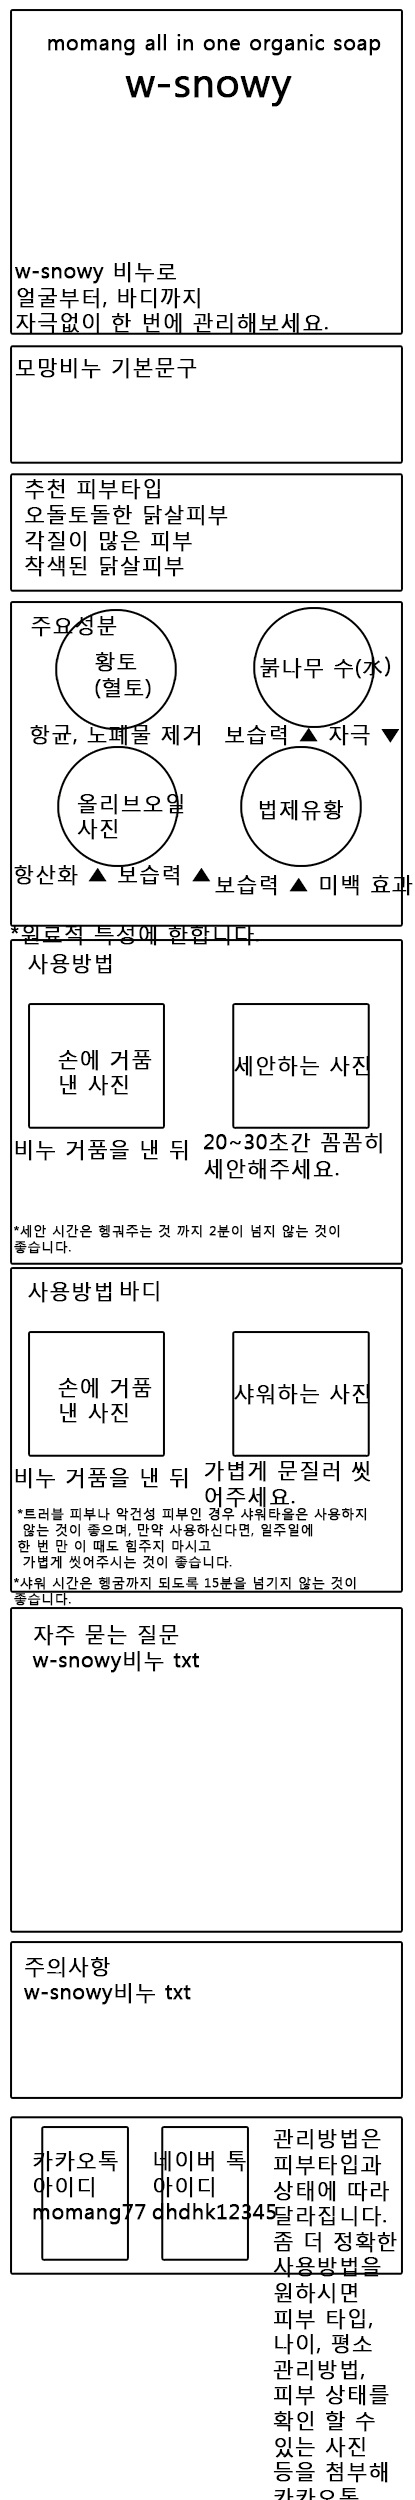 momang all in one organic soap
w-snowy
w-snowy 비누로
얼굴부터, 바디까지
자극없이 한 번에 관리해보세요.
모망비누 기본문구
추천 피부타입
오돌토돌한 닭살피부
각질이 많은 피부
착색된 닭살피부
주요성분
황토
(혈토)
붉나무 수(水)
항균, 노폐물 제거
보습력 ▲ 자극 ▼
올리브오일
사진
법제유황
항산화 ▲ 보습력 ▲
보습력 ▲ 미백 효과
*원료적 특성에 한합니다.
사용방법
손에 거품
낸 사진
세안하는 사진
비누 거품을 낸 뒤
20~30초간 꼼꼼히
세안해주세요.
*세안 시간은 헹궈주는 것 까지 2분이 넘지 않는 것이
좋습니다.
사용방법 바디
손에 거품
낸 사진
샤워하는 사진
비누 거품을 낸 뒤
가볍게 문질러 씻
어주세요.
*트러블 피부나 악건성 피부인 경우 샤워타올은 사용하지
않는 것이 좋으며, 만약 사용하신다면, 일주일에
한 번 만 이 때도 힘주지 마시고
가볍게 씻어주시는 것이 좋습니다.
*샤워 시간은 헹굼까지 되도록 15분을 넘기지 않는 것이
좋습니다.
자주 묻는 질문
w-snowy비누 txt
주의사항
w-snowy비누 txt
카카오톡
아이디
momang77
네이버 톡
아이디
dhdhk12345
관리방법은
피부타입과
상태에 따라
달라집니다.
좀 더 정확한
사용방법을
원하시면
피부 타입,
나이, 평소
관리방법,
피부 상태를
확인 할 수
있는 사진
등을 첨부해
카카오톡